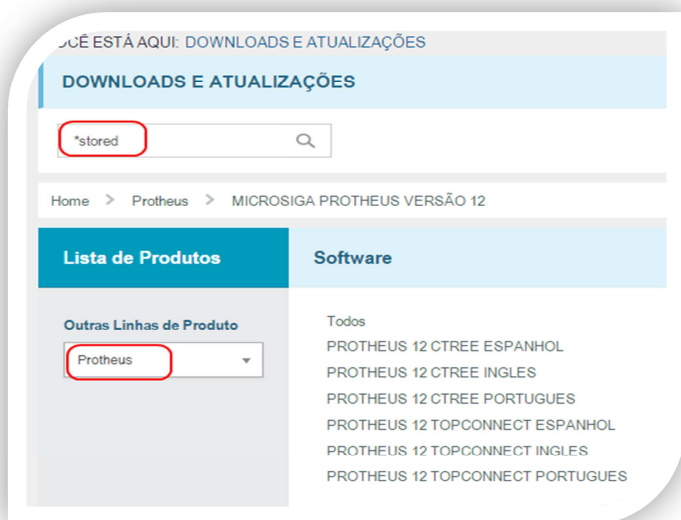 VOCÊ ESTÁ AQUI: DOWNLOADS E ATUALIZAÇÕES
DOWNLOADS E ATUALIZAÇÕES
*stored
Home > Protheus > MICROSIGA PROTHEUS VERSÃO 12
Lista de Produtos
Software
Outras Linhas de Produto
Protheus
Todos
PROTHEUS 12 CTREE ESPANHOL
PROTHEUS 12 CTREE INGLES
PROTHEUS 12 CTREE PORTUGUES
PROTHEUS 12 TOPCONNECT ESPANHOL
PROTHEUS 12 TOPCONNECT INGLES
PROTHEUS 12 TOPCONNECT PORTUGUES